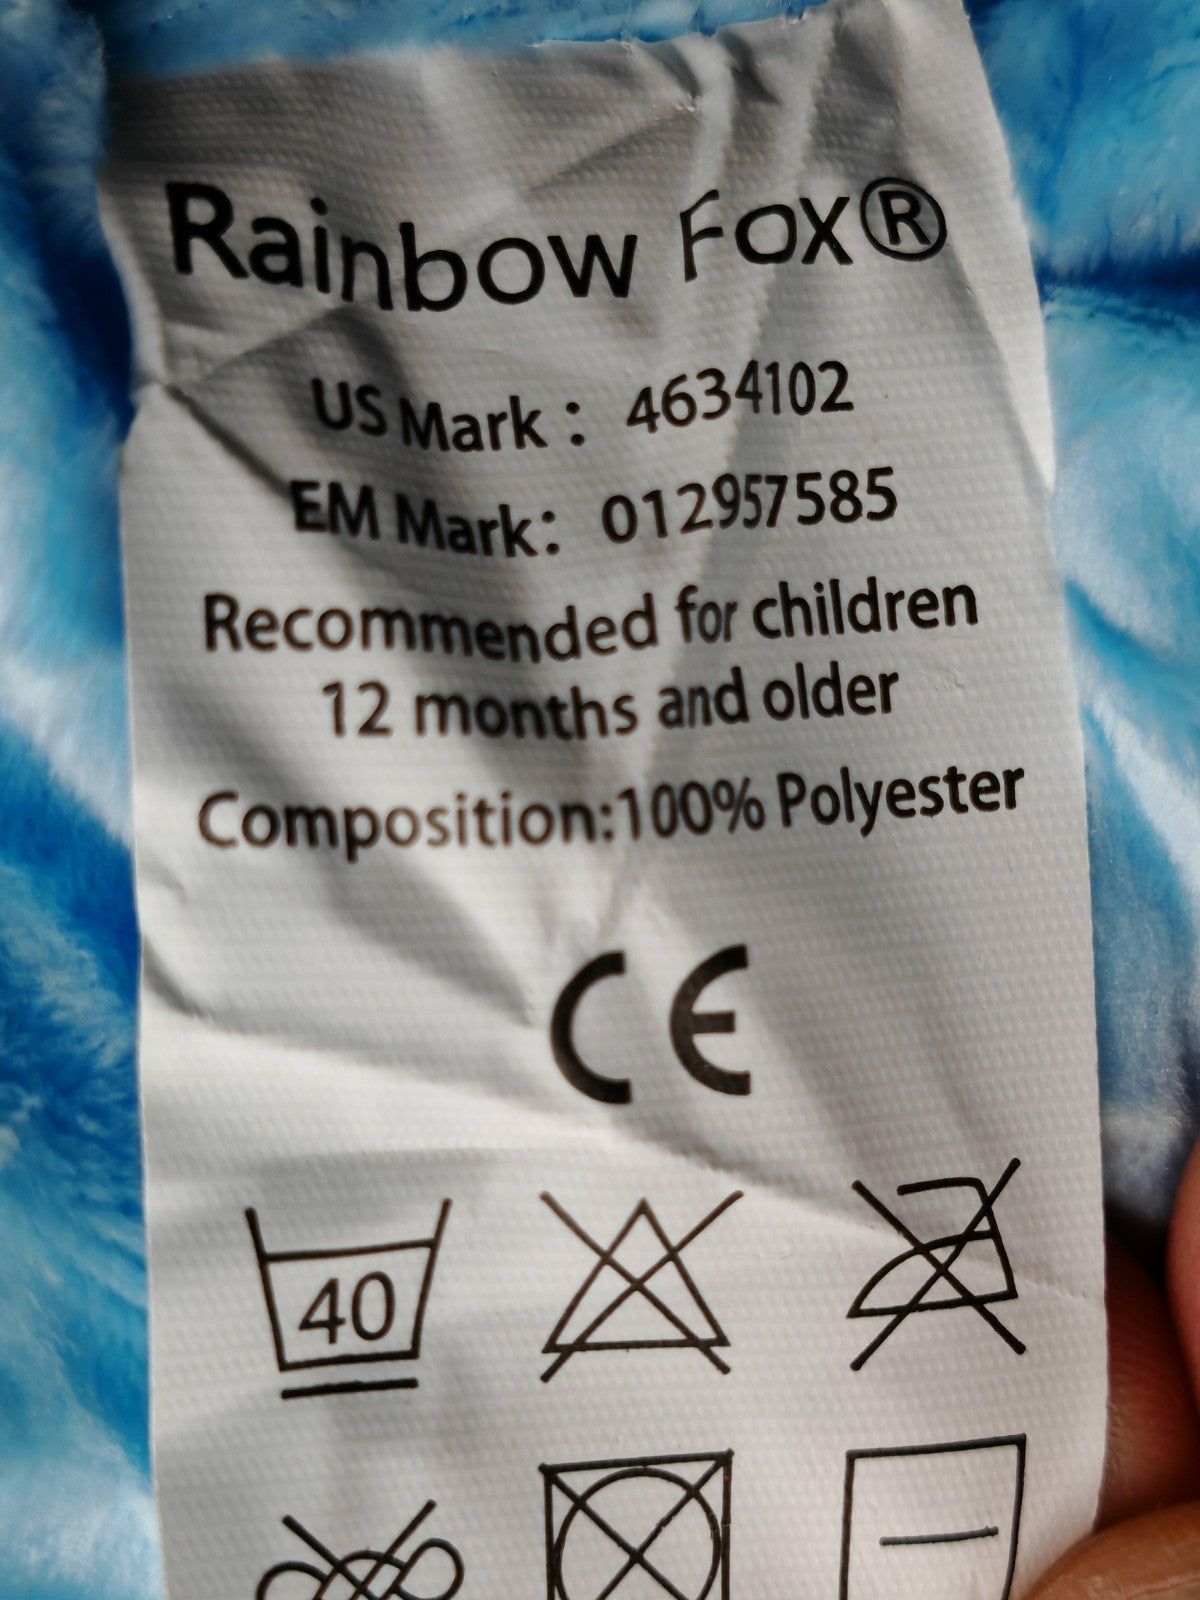 Rainbow Fox®
US Mark： 4634102
EM Mark： 012957585
Recommended for children
12 months and older
Composition:100% Polyester
CE
40